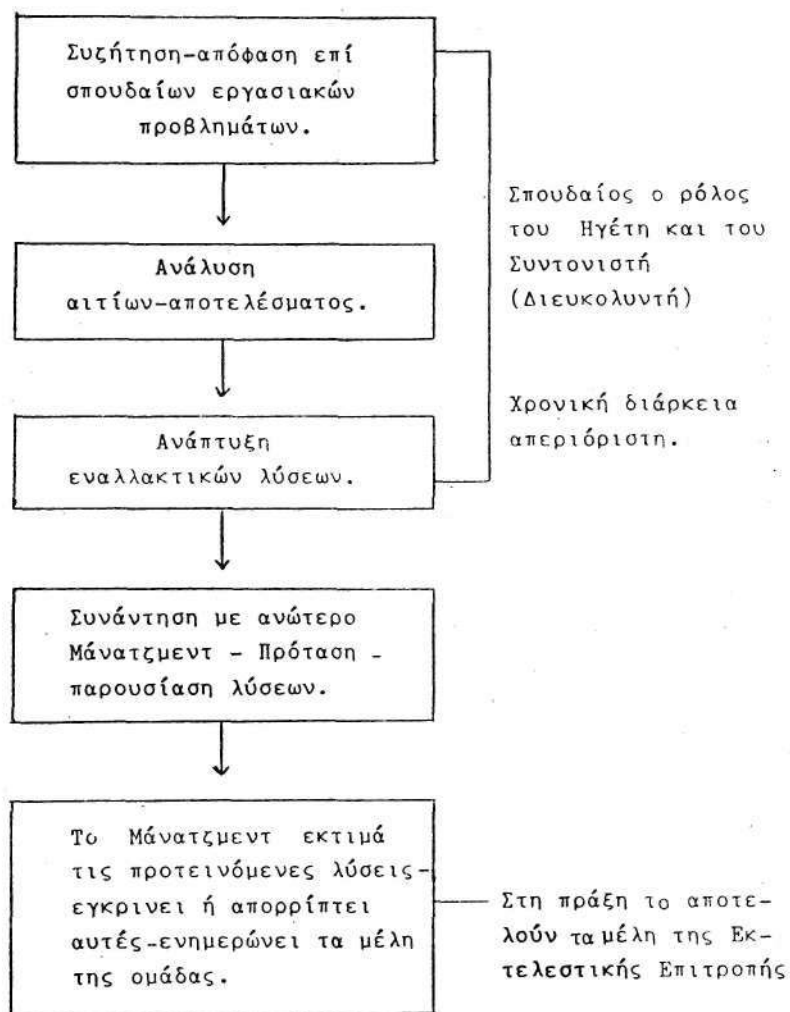 Συζήτηση-απόφαση επί
σπουδαίων εργασιακών
προβλημάτων.
Σπουδαίος ο ρόλος
του Ηγέτη και του
Συντονιστή
(Διευκολυντή)
Ανάλυση
αιτίων-αποτελέσματος.
Χρονική διάρκεια
απεριόριστη.
Ανάπτυξη
εναλλακτικών λύσεων.
Συνάντηση με ανώτερο
Μάνατζμεντ - Πρόταση -
παρουσίαση λύσεων.
Το Μάνατζμεντ εκτιμά
τις προτεινόμενες λύσεις-
εγκρινει ή απορρίπτει
αυτές-ενημερώνει τα μέλη
της ομάδας.
Στη πράξη το αποτε-
λούν τα μέλη της Εκ-
τελεστικής Επιτροπής